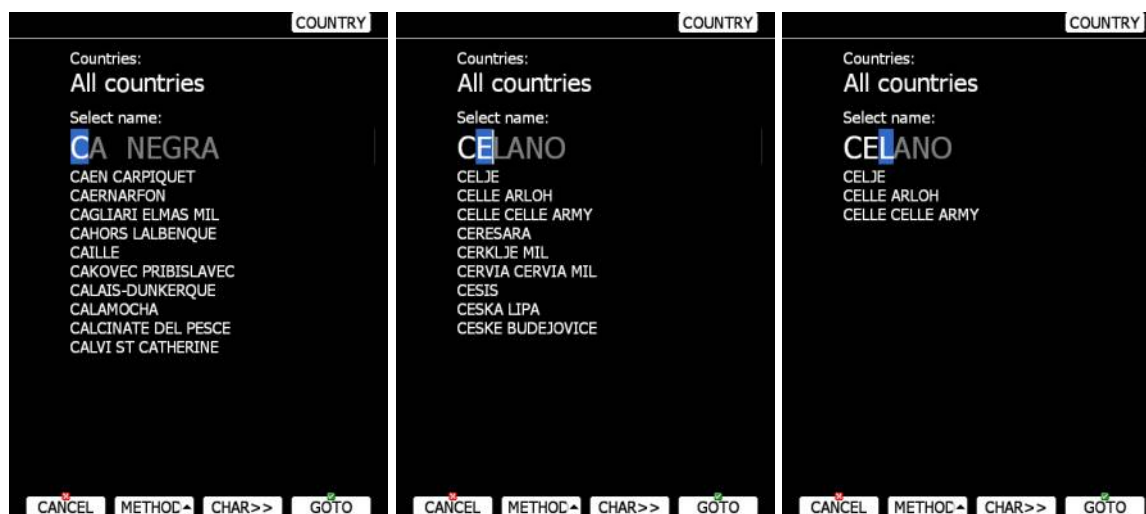 COUNTRY
Countries:
All countries
Select name:
CA NEGRA
CAEN CARPIQUET
CAERNARFON
CAGLIARI ELMAS MIL
CAHORS LALBENQUE
CAILLE
CAKOVEC PRIBISLAVEC
CALAIS-DUNKERQUE
CALAMOCHA
CALCINATE DEL PESCE
CALVI ST CATHERINE
CANCEL METHOD CHAR>> GOTO
COUNTRY
Countries:
All countries
Select name:
CELANO
CELJE
CELLE ARLOH
CELLE CELLE ARMY
CERESARA
CERKLJE MIL
CERVIA CERVIA MIL
CESIS
CESKA LIPA
CESKE BUDEJOVICE
CANCEL METHOD CHAR>> GOTO
COUNTRY
Countries:
All countries
Select name:
CELANO
CELJE
CELLE ARLOH
CELLE CELLE ARMY
CANCEL METHOD CHAR>> GOTO